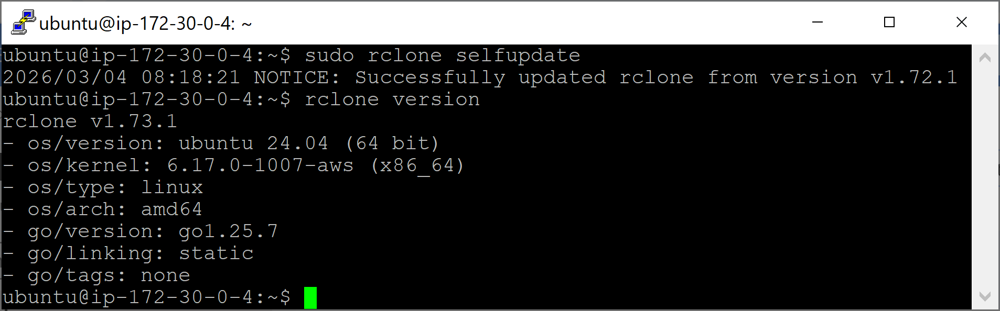 ubuntu@ip-172-30-0-4: ~
ubuntu@ip-172-30-0-4:~$ sudo rclone selfupdate
2026/03/04 08:18:21 NOTICE: Successfully updated rclone from version v1.72.1
ubuntu@ip-172-30-0-4:~$ rclone version
rclone v1.73.1
- os/version: ubuntu 24.04 (64 bit)
- os/kernel: 6.17.0-1007-aws (x86_64)
- os/type: linux
- os/arch: amd64
- go/version: go1.25.7
- go/linking: static
- go/tags: none
ubuntu@ip-172-30-0-4:~$